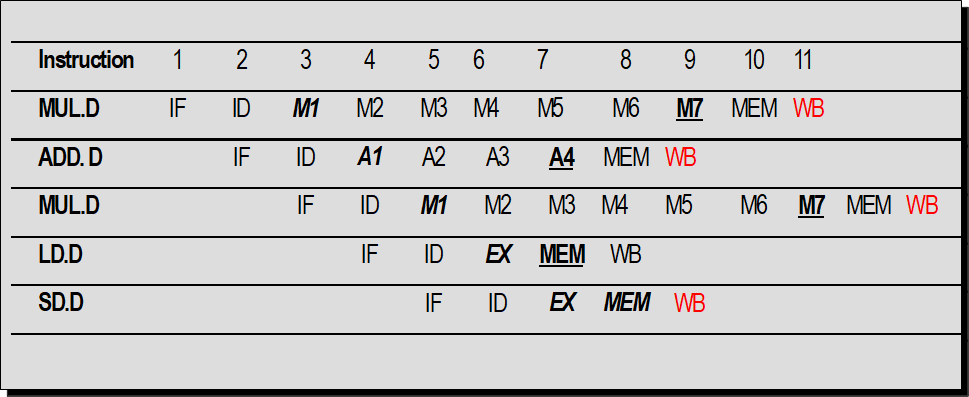 Instruction 1 2 3 4 5 6 7 8 9 10 11
MUL.D IF ID M1 M2 M3 M4 M5 M6 M7 MEM WB
ADD. D IF ID A1 A2 A3 A4 MEM WB
MUL.D IF ID M1 M2 M3 M4 M5 M6 M7 MEM WB
LD.D IF ID EX MEM WB
SD.D IF ID EX MEM WB